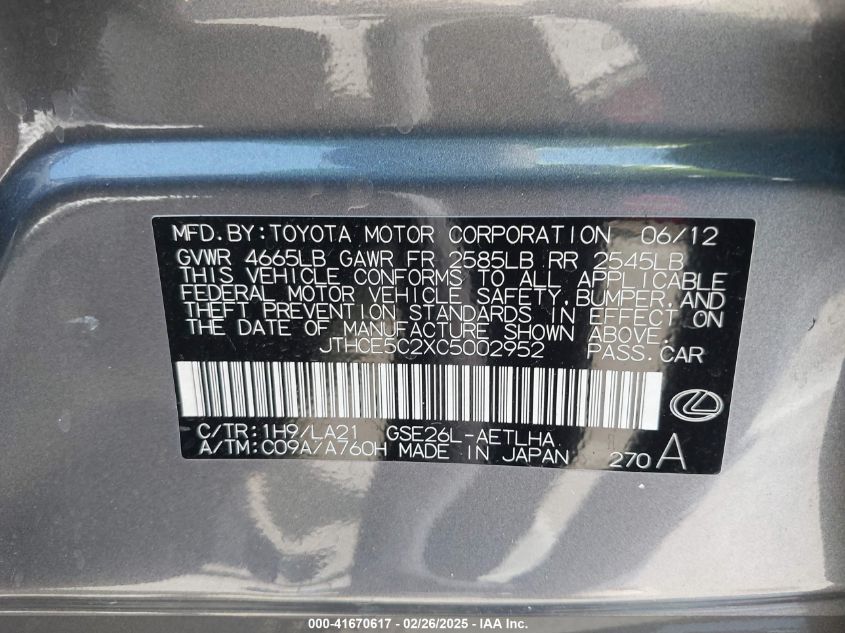 MFD.BY:TOYOTA MOTOR CORPORATION 06/12
GVWR 4665LB GAWR FR 2585LB RR 2545LB
THIS VEHICLE CONFORMS TO ALL APPLICABLE
FEDERAL MOTOR VEHICLE SAFETY,BUMPER,AND
THEFT PREVENTION STANDARDS IN EFFECT ON
THE DATE OF MANUFACTURE SHOWN ABOVE.
JTHCE5C2XC5002952 PASS.CAR
C/TR:1H9/LA21 GSE26L-AETLHA
A/TM:C09A/A760H MADE IN JAPAN 270 A
000-41670617 - 02/26/2025 - IAA, Inc.